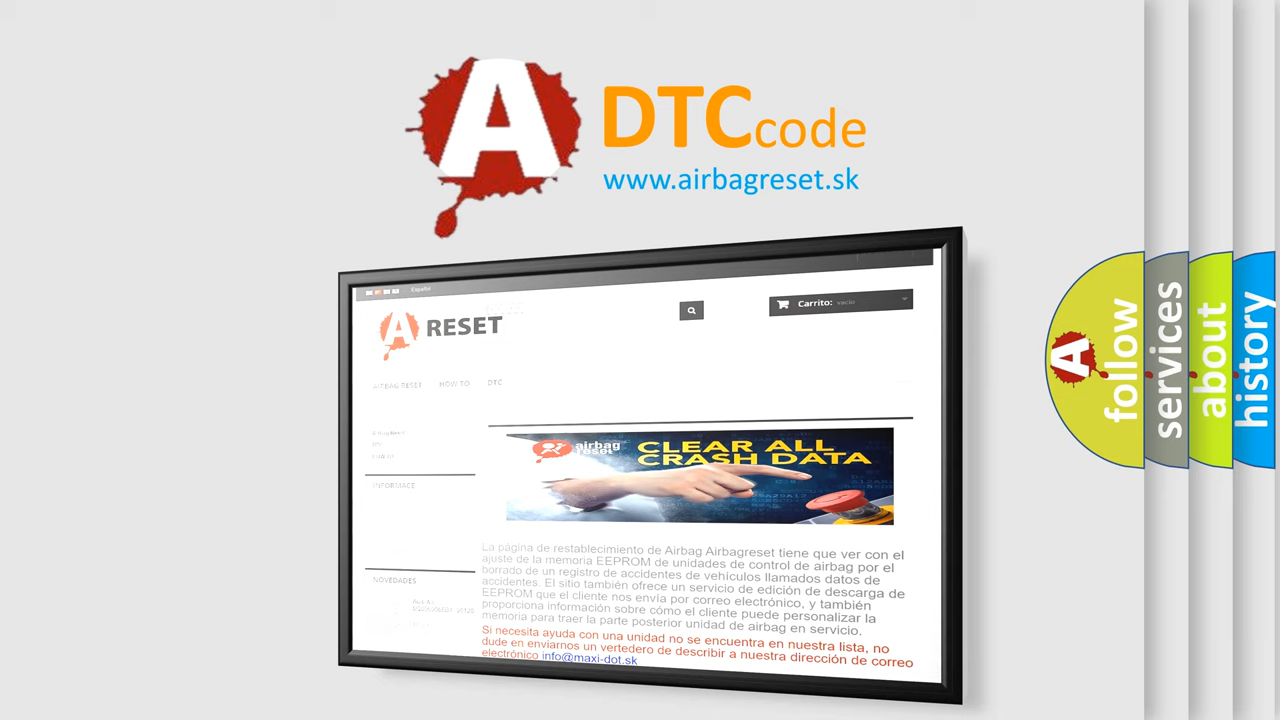 A DTCcode
www.airbagreset.sk
Español
A RESET
Carrito: vacío
AIRBAG RESET HOW TO DTC
INFORMACE
NOVEDADES
airbag
reset
CLEAR ALL
CRASH DATA
La página de restablecimiento de Airbag Airbagreset tiene que ver con el
ajuste de la memoria EEPROM de unidades de control de airbag por el
borrado de un registro de accidentes de vehículos llamados datos de
accidentes. El sitio también ofrece un servicio de edición de descarga de
EEPROM que el cliente nos envía por correo electrónico, y también
proporciona información sobre cómo el cliente puede personalizar la
memoria para traer la parte posterior unidad de airbag en servicio.
Si necesita ayuda con una unidad no se encuentra en nuestra lista, no
dude en enviarnos un vertedero de describir a nuestra dirección de correo
electrónico info@maxi-dot.sk
A
follow
services
about
history